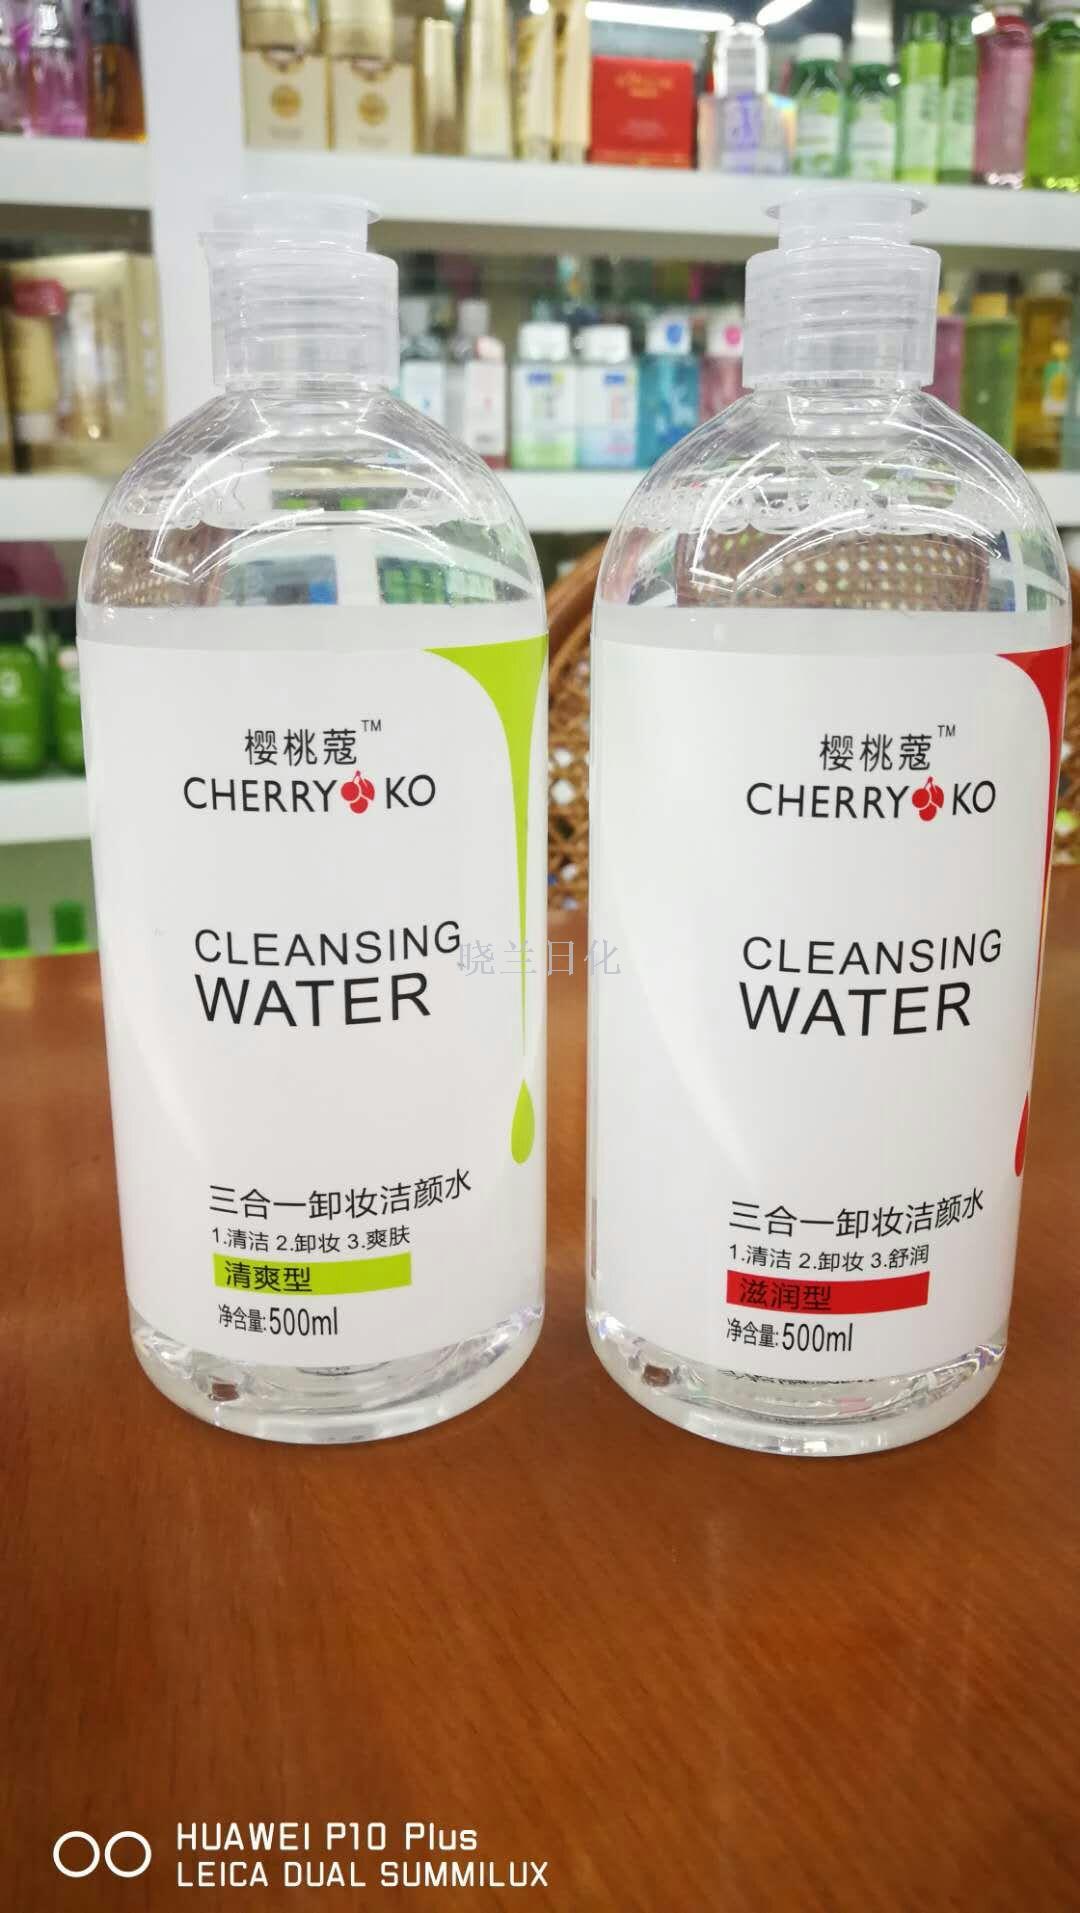 樱桃蔻™
CHERRY KO
CLEANSING
WATER
三合一卸妆洁颜水
1.清洁 2.卸妆 3.爽肤
清爽型
净含量:500ml
樱桃蔻™
CHERRY KO
CLEANSING
WATER
三合一卸妆洁颜水
1.清洁 2.卸妆 3.舒润
滋润型
净含量:500ml
晓兰日化
HUAWEI P10 Plus
LEICA DUAL SUMMILUX